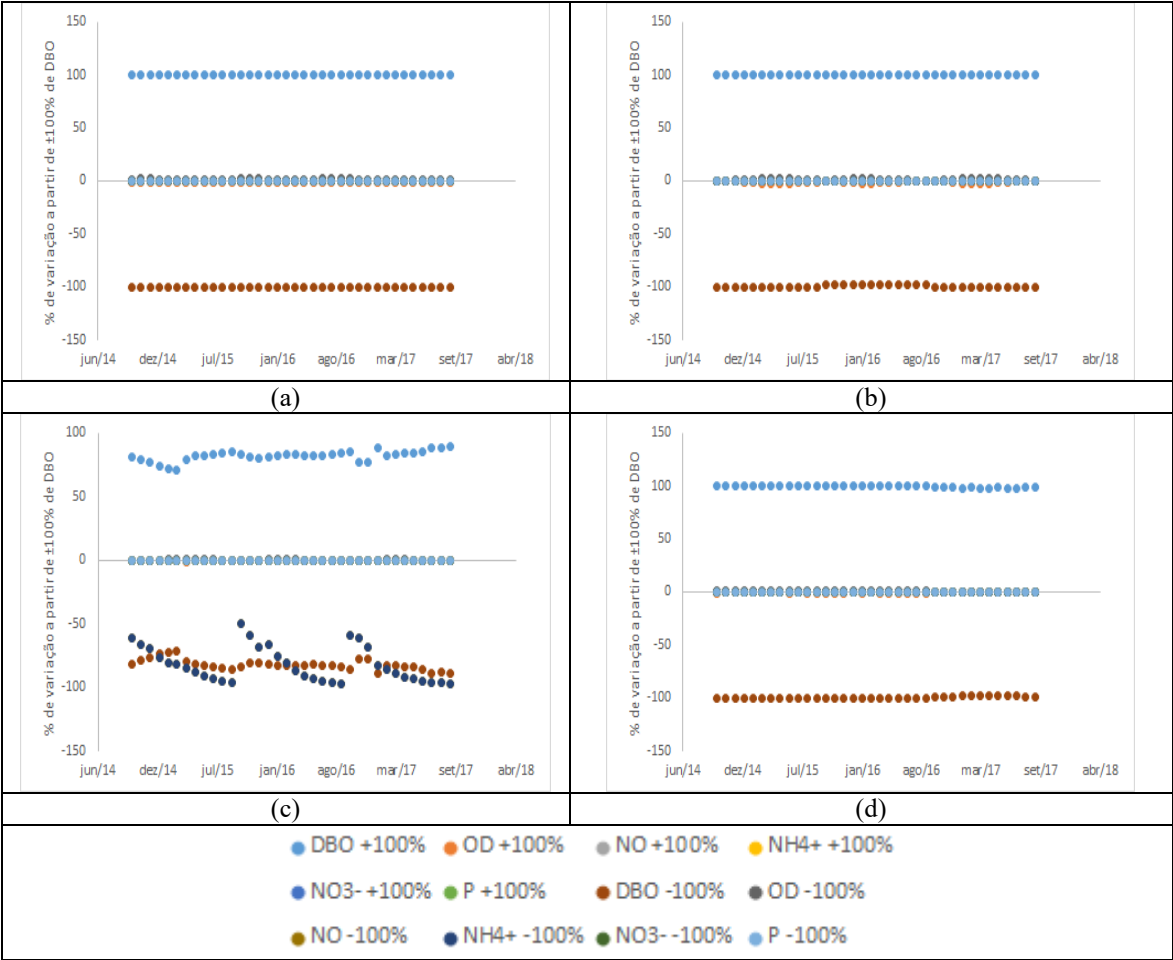 % de variação a partir de ±100% de DBO
150
100
50
0
-50
-100
-150
jun/14 dez/14 jul/15 jan/16 ago/16 mar/17 set/17 abr/18
(a)
% de variação a partir de ±100% de DBO
150
100
50
0
-50
-100
-150
jun/14 dez/14 jul/15 jan/16 ago/16 mar/17 set/17 abr/18
(b)
% de variação a partir de ±100% de DBO
100
50
0
-50
-100
-150
jun/14 dez/14 jul/15 jan/16 ago/16 mar/17 set/17 abr/18
(c)
% de variação a partir de ±100% de DBO
150
100
50
0
-50
-100
-150
jun/14 dez/14 jul/15 jan/16 ago/16 mar/17 set/17 abr/18
(d)
DBO +100% OD +100% NO +100% NH4+ +100%
NO3- +100% P +100% DBO -100% OD -100%
NO -100% NH4+ -100% NO3- -100% P -100%